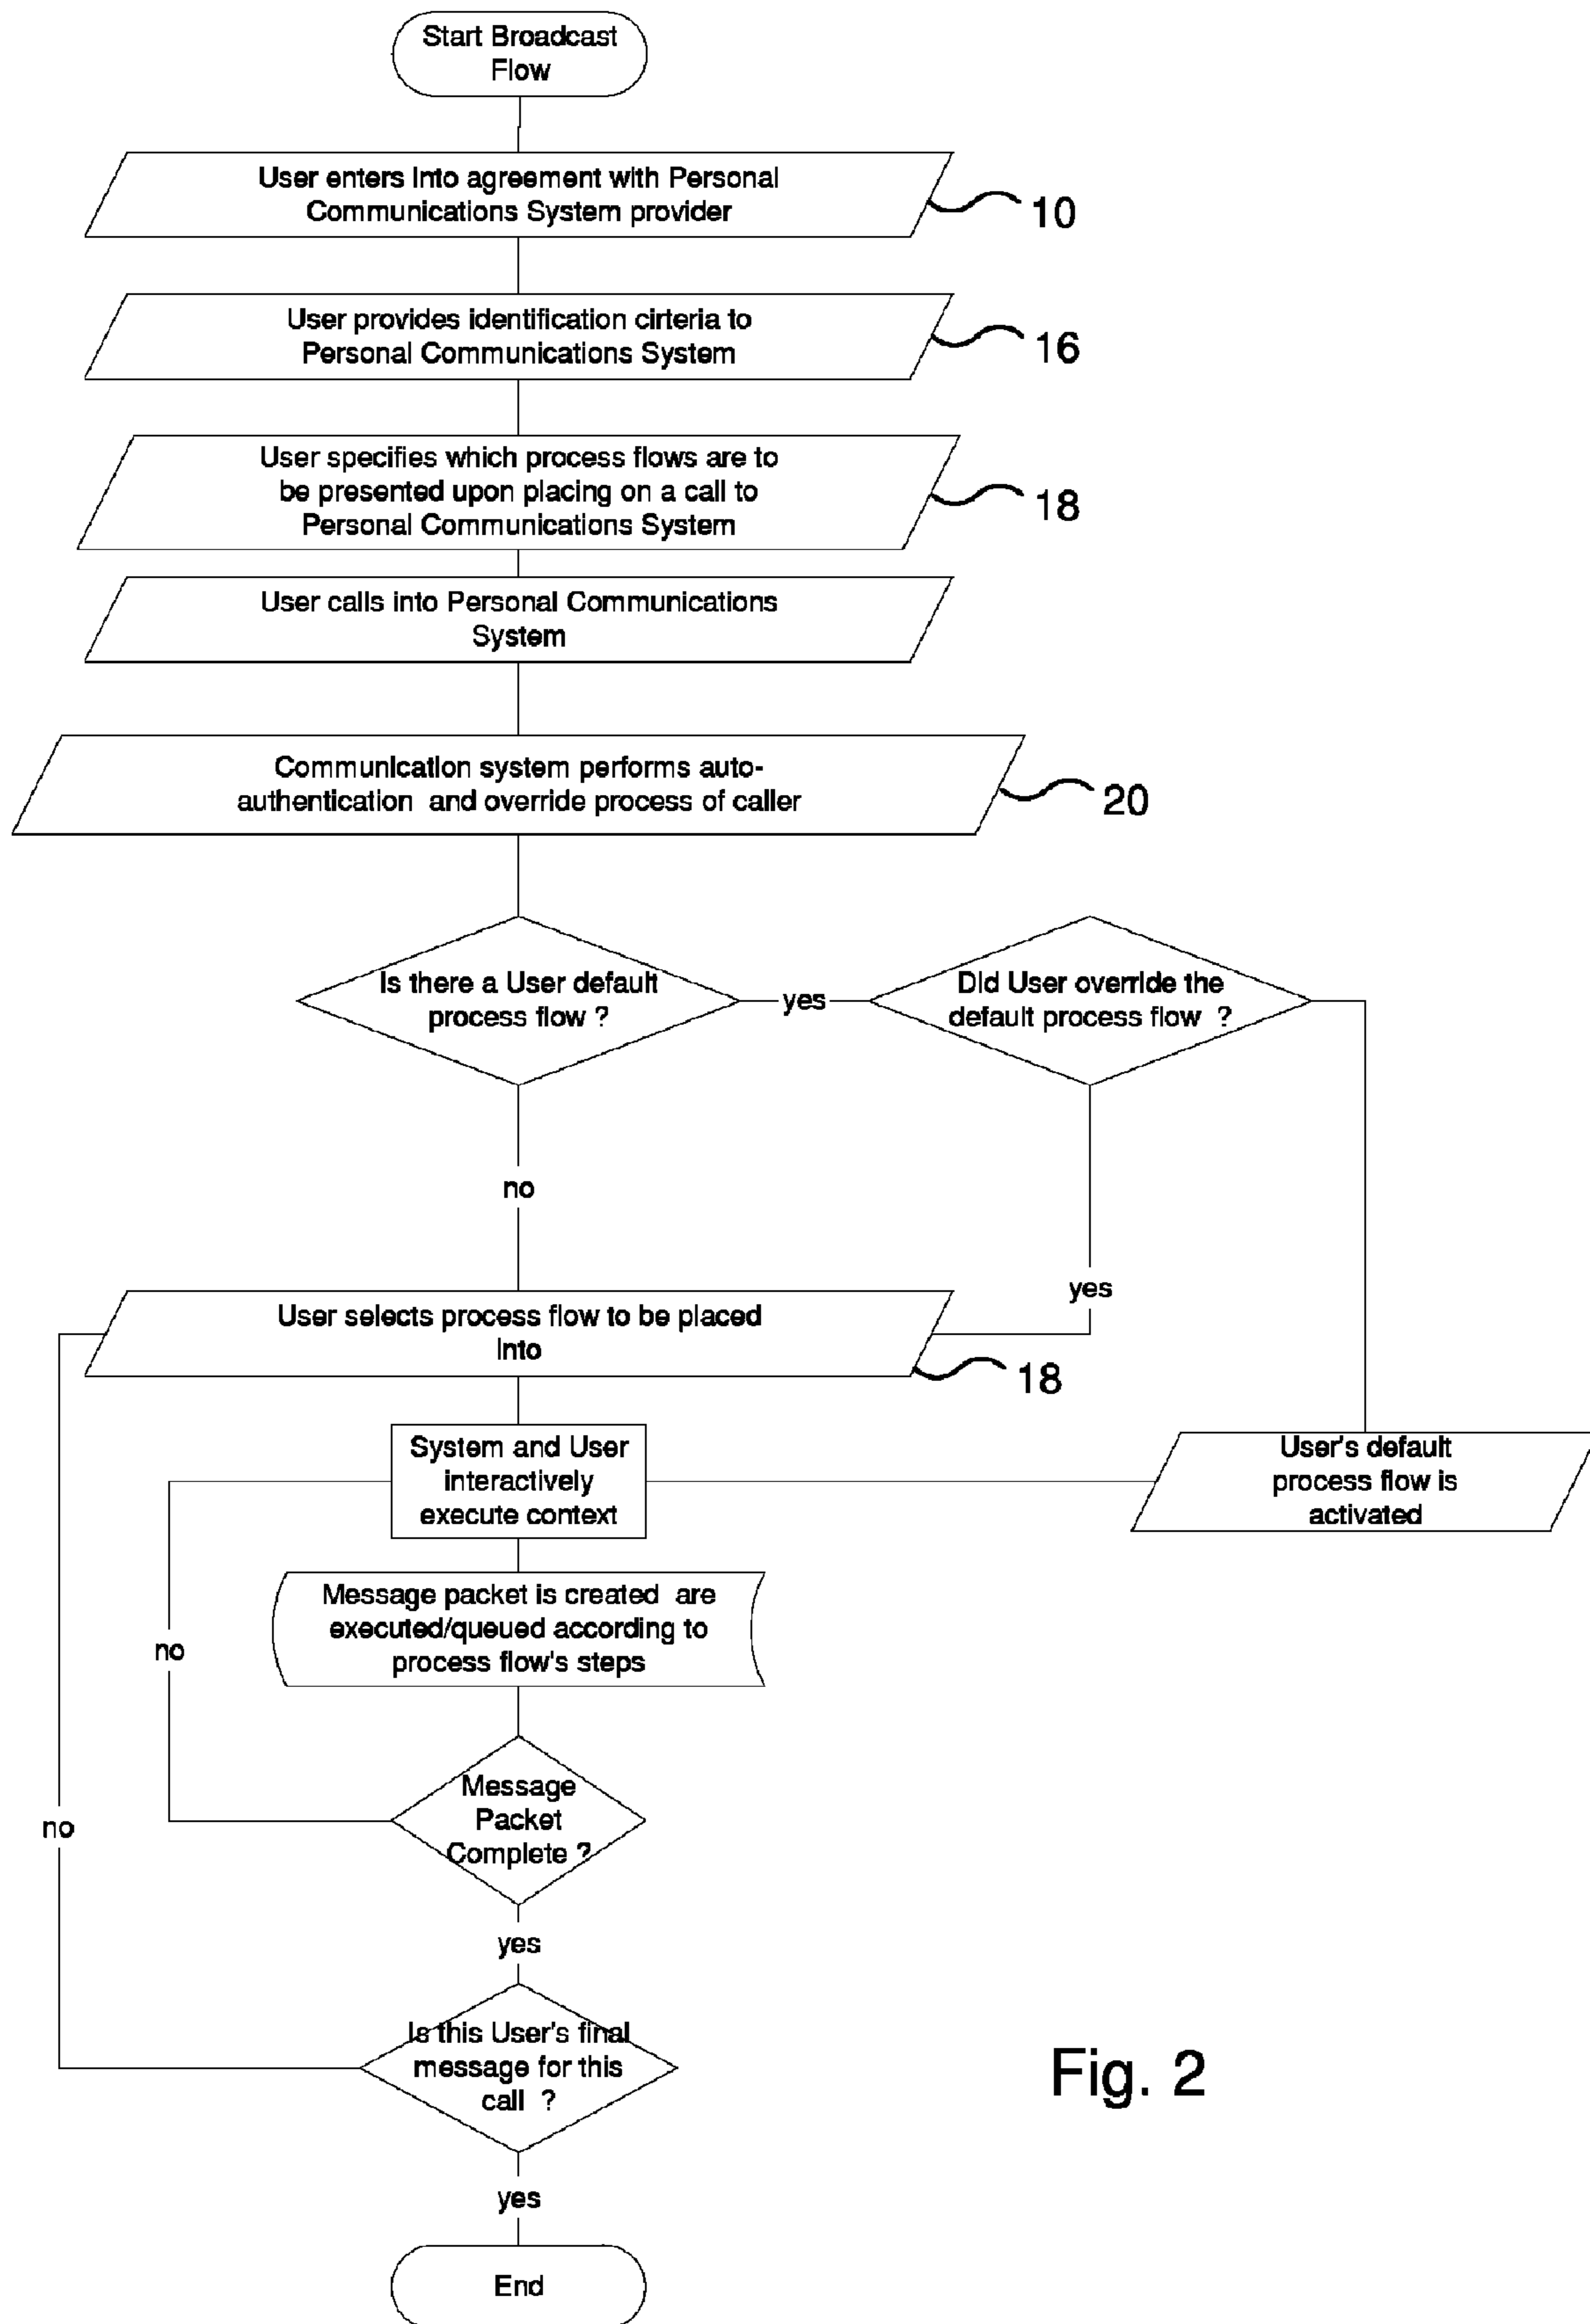 Start Broadcast
Flow
User enters into agreement with Personal
Communications System provider
10
User provides identification cirteria to
Personal Communications System
16
User specifies which process flows are to
be presented upon placing on a call to
Personal Communications System
18
User calls into Personal Communications
System
Communication system performs auto-
authentication and override process of caller
20
Is there a User default
process flow ?
yes
Did User override the
default process flow ?
no
yes
User selects process flow to be placed
into
18
System and User
interactively
execute context
User's default
process flow is
activated
Message packet is created are
executed/queued according to
process flow's steps
no
Message
Packet
Complete ?
no
yes
Is this User's final
message for this
call ?
Fig. 2
yes
End